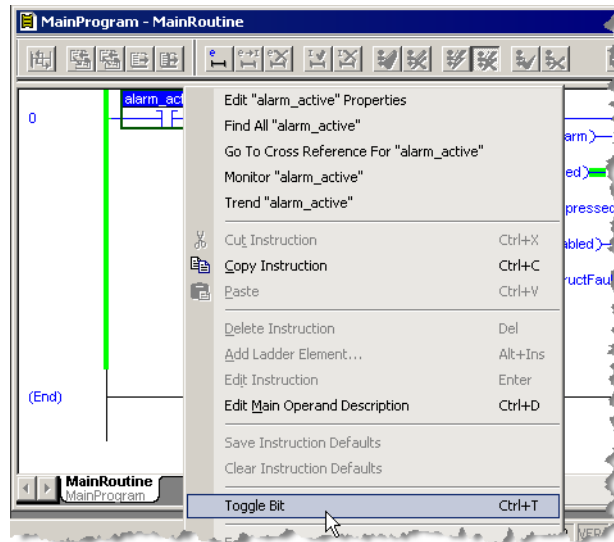 MainProgram - MainRoutine
0
alarm_act
Edit "alarm_active" Properties
Find All "alarm_active"
Go To Cross Reference For "alarm_active"
Monitor "alarm_active"
Trend "alarm_active"
Cut Instruction Ctrl+X
Copy Instruction Ctrl+C
Paste Ctrl+V
Delete Instruction Del
Add Ladder Element... Alt+Ins
Edit Instruction Enter
Edit Main Operand Description Ctrl+D
Save Instruction Defaults
Clear Instruction Defaults
Toggle Bit Ctrl+T
arm)
ed)
pressed
abled)
ructFaul
(End)
MainRoutine
MainProgram
VER